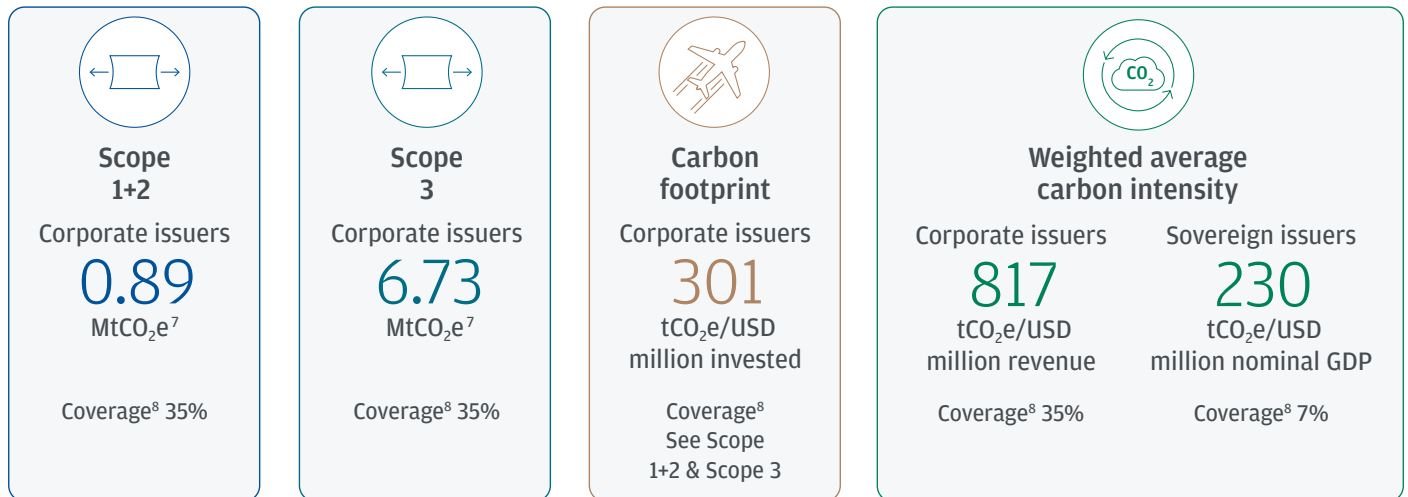 Scope
1+2
Corporate issuers
0.89
MtCO₂e⁷
Coverage⁸ 35%
Scope
3
Corporate issuers
6.73
MtCO₂e⁷
Coverage⁸ 35%
Carbon
footprint
Corporate issuers
301
tCO₂e/USD
million invested
Coverage⁸
See Scope
1+2 & Scope 3
CO₂
Weighted average
carbon intensity
Corporate issuers
817
tCO₂e/USD
million revenue
Coverage⁸ 35%
Sovereign issuers
230
tCO₂e/USD
million nominal GDP
Coverage⁸ 7%